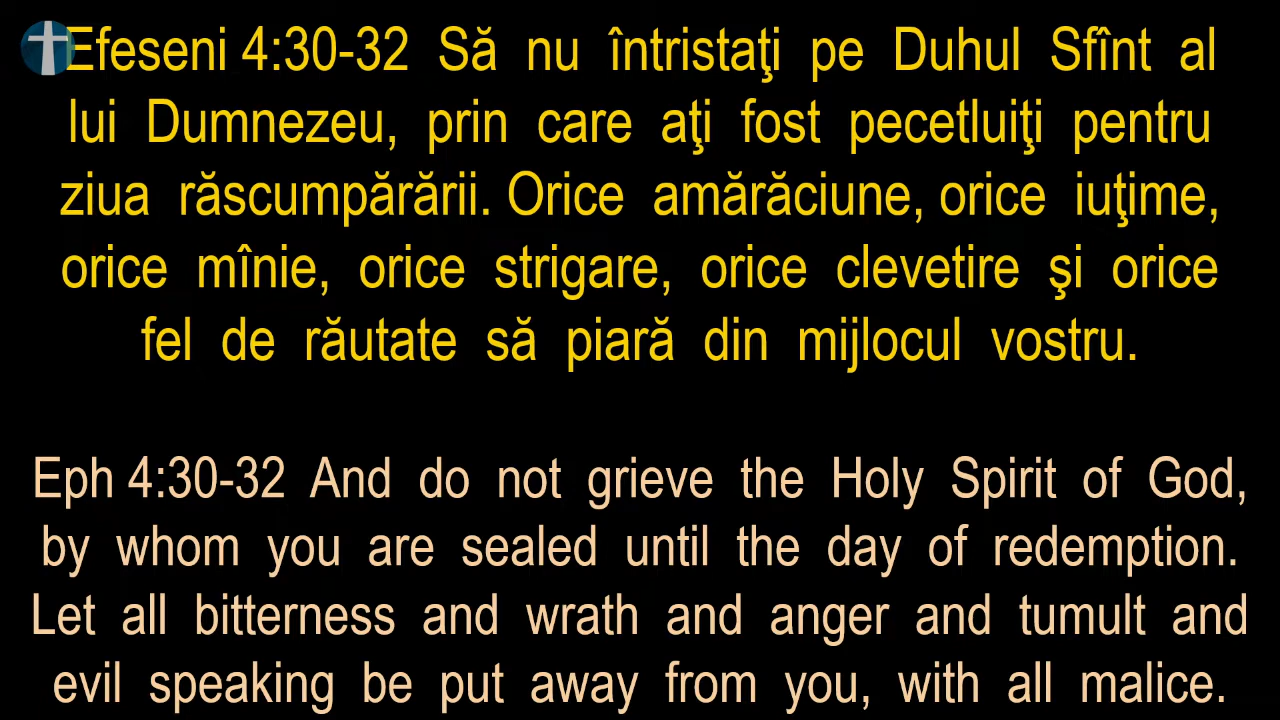 Efeseni 4:30-32 Să nu întristaţi pe Duhul Sfînt al
lui Dumnezeu, prin care aţi fost pecetluiţi pentru
ziua răscumpărării. Orice amărăciune, orice iuţime,
orice mînie, orice strigare, orice clevetire şi orice
fel de răutate să piară din mijlocul vostru.
Eph 4:30-32 And do not grieve the Holy Spirit of God,
by whom you are sealed until the day of redemption.
Let all bitterness and wrath and anger and tumult and
evil speaking be put away from you, with all malice.